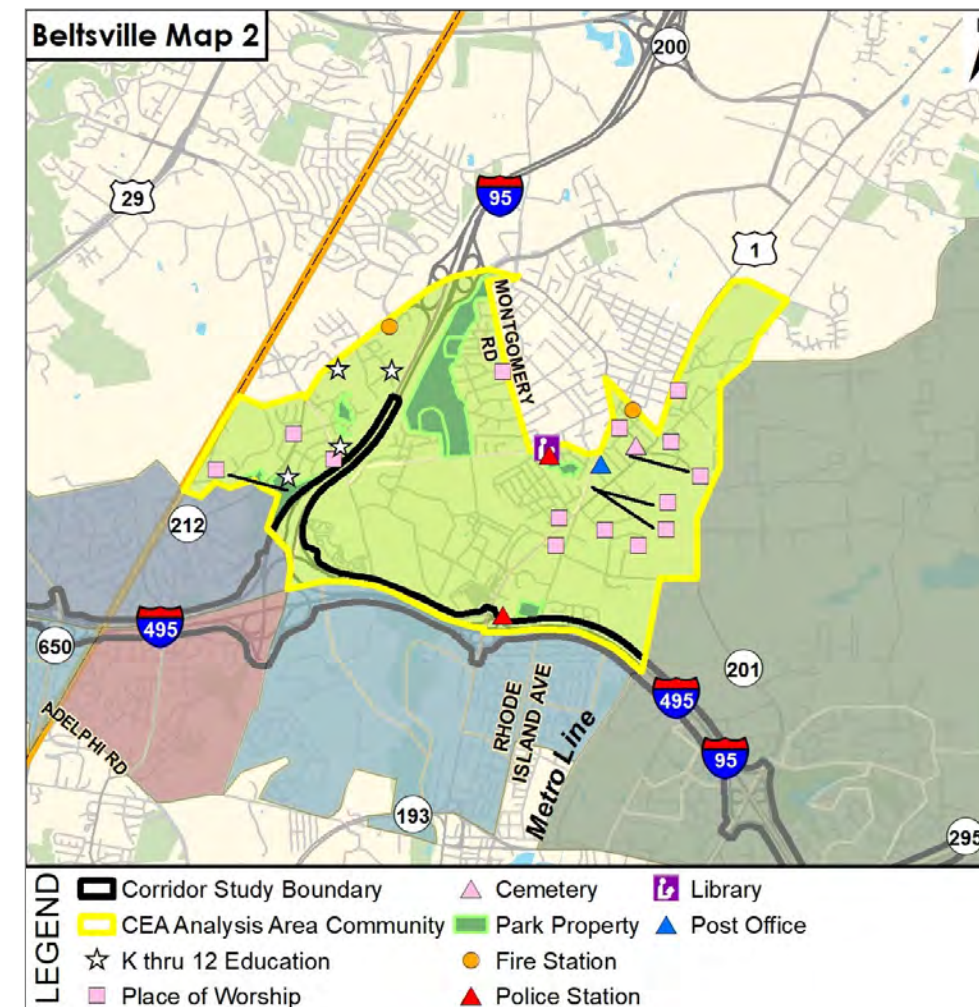 Beltsville Map 2
200
29
95
1
MONTGOMERY
RD
212
495
650
ADELPHI RD
RHODE
ISLAND AVE
Metro Line
201
495
95
193
295
LEGEND
Corridor Study Boundary
CEA Analysis Area Community
K thru 12 Education
Place of Worship
Cemetery
Park Property
Fire Station
Police Station
Library
Post Office